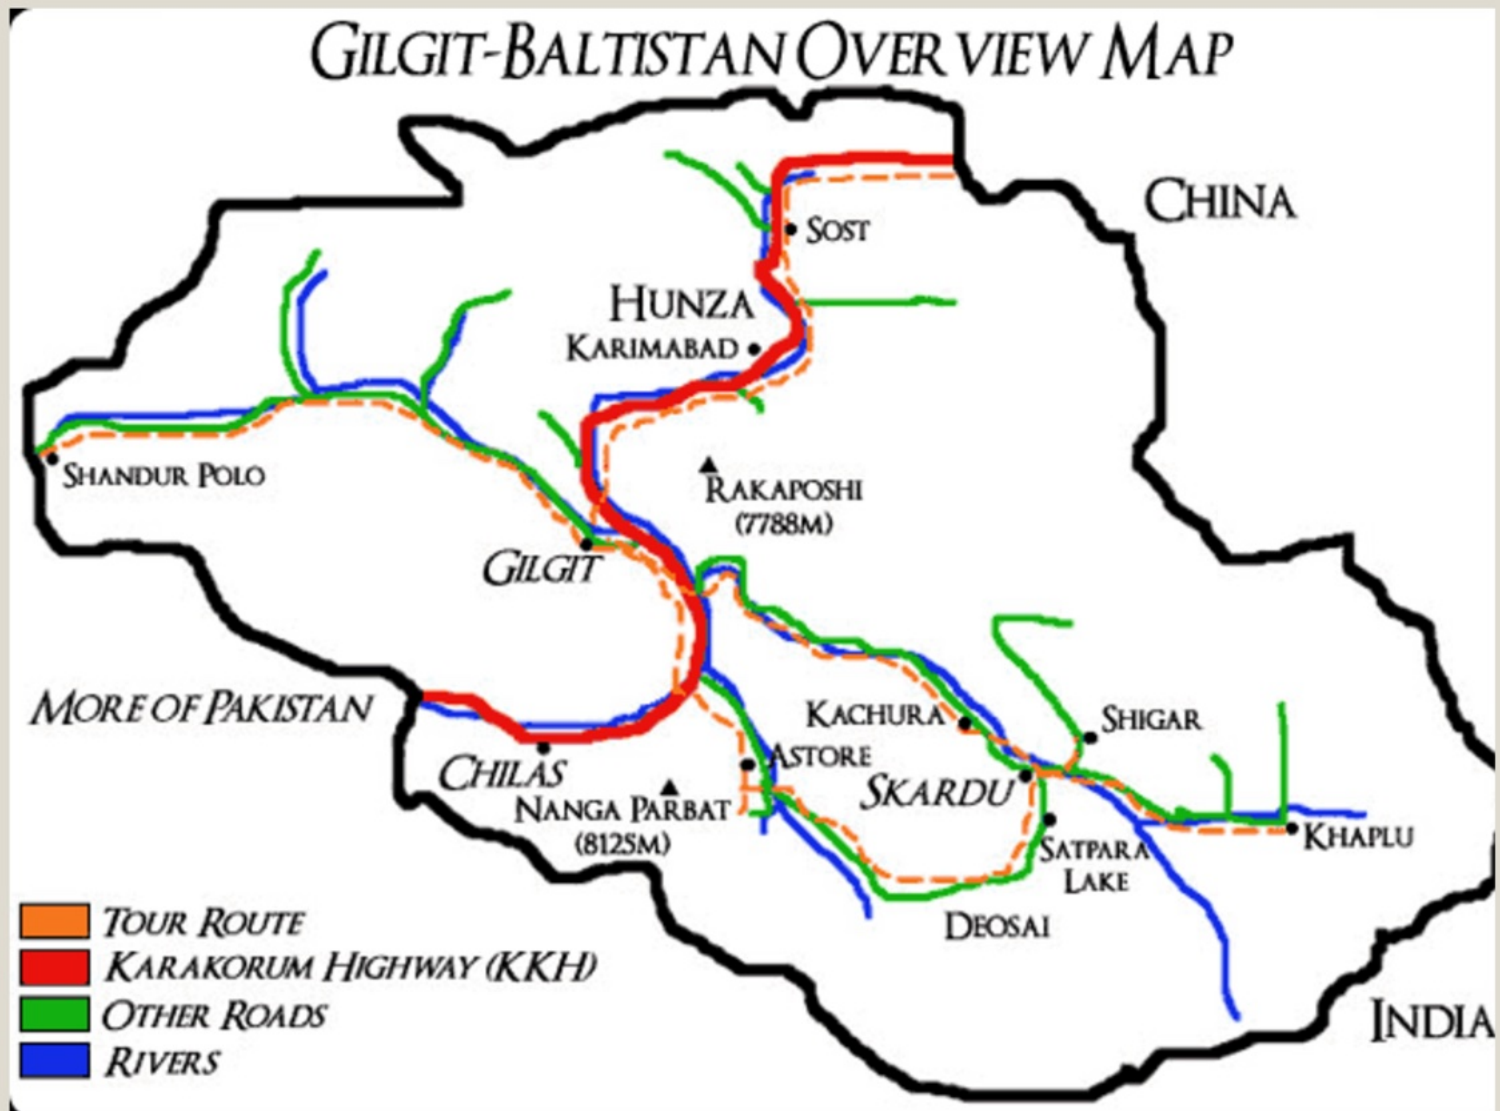 GILGIT-BALTISTAN OVERVIEW MAP
CHINA
SOST
HUNZA
KARIMABAD
SHANDUR POLO
RAKAPOSHI
(7788M)
GILGIT
MORE OF PAKISTAN
KACHURA
SHIGAR
ASTORE
CHILAS
SKARDU
NANGA PARBAT
(8125M)
SATPARA
LAKE
KHAPLU
DEOSAI
TOUR ROUTE
KARAKORUM HIGHWAY (KKH)
OTHER ROADS
RIVERS
INDIA